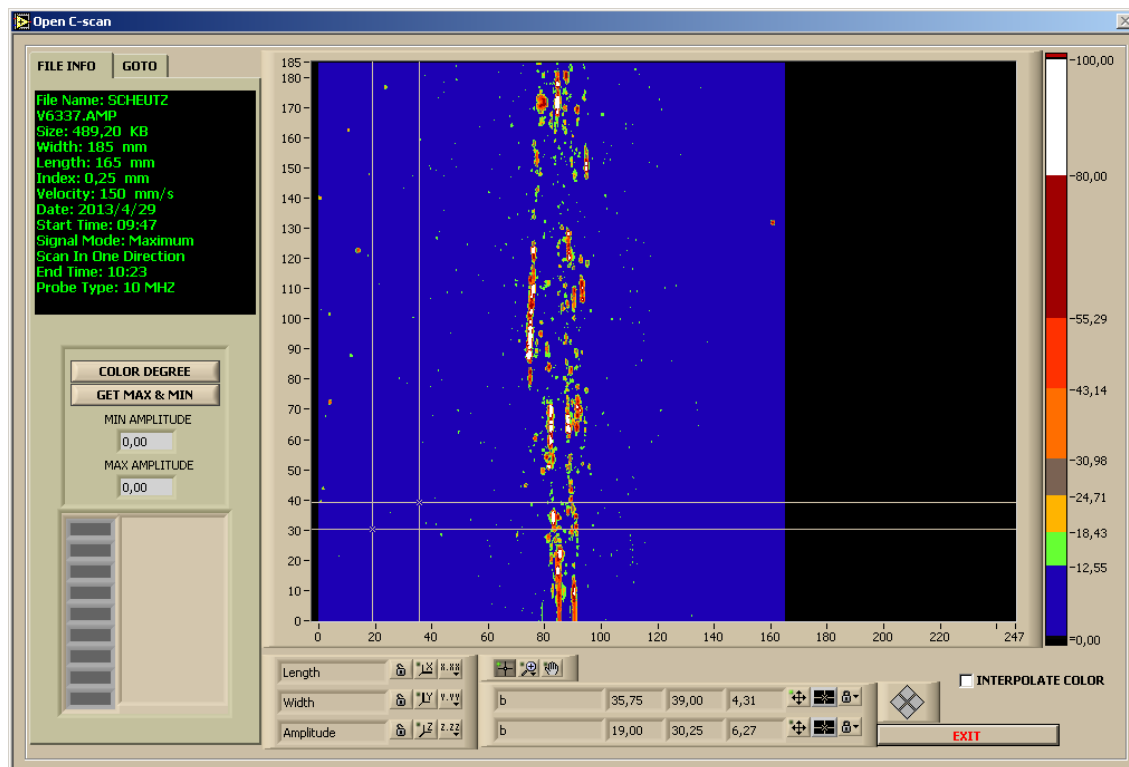 Open C-scan
FILE INFO GOTO
File Name: SCHEUTZ
V6337.AMP
Size: 489,20 KB
Width: 185 mm
Length: 165 mm
Index: 0,25 mm
Velocity: 150 mm/s
Date: 2013/4/29
Start Time: 09:47
Signal Mode: Maximum
Scan In One Direction
End Time: 10:23
Probe Type: 10 MHZ
COLOR DEGREE
GET MAX & MIN
MIN AMPLITUDE
0,00
MAX AMPLITUDE
0,00
185
180
170
160
150
140
130
120
110
100
90
80
70
60
50
40
30
20
10
0
0 20 40 60 80 100 120 140 160 180 200 220 247
100,00
80,00
55,29
43,14
30,98
24,71
18,43
12,55
0,00
Length X X.XX
Width Y Y.YY
Amplitude Z Z.ZZ
b 35,75 39,00 4,31
b 19,00 30,25 6,27
INTERPOLATE COLOR
EXIT